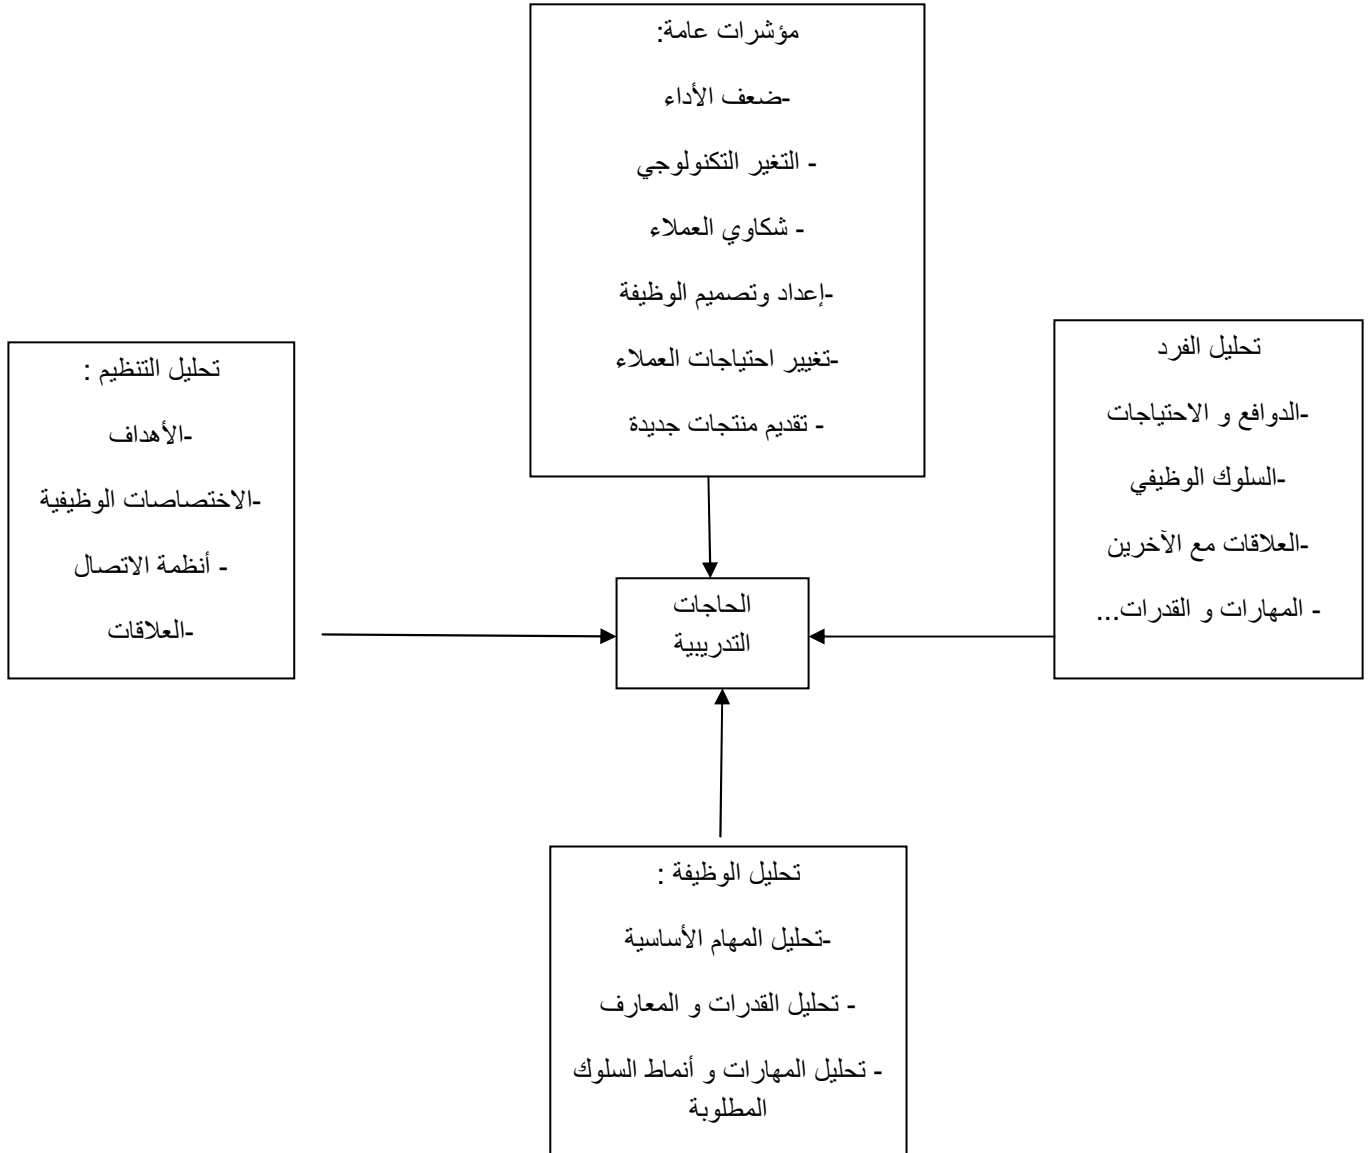 مؤشرات عامة:
-ضعف الأداء
- التغير التكنولوجي
- شكاوي العملاء
-إعداد وتصميم الوظيفة
-تغيير احتياجات العملاء
- تقديم منتجات جديدة
تحليل الفرد
-الدوافع و الاحتياجات
-السلوك الوظيفي
-العلاقات مع الآخرين
- المهارات و القدرات...
الحاجات
التدريبية
تحليل التنظيم :
-الأهداف
-الاختصاصات الوظيفية
- أنظمة الاتصال
-العلاقات
تحليل الوظيفة :
-تحليل المهام الأساسية
- تحليل القدرات و المعارف
- تحليل المهارات و أنماط السلوك
المطلوبة